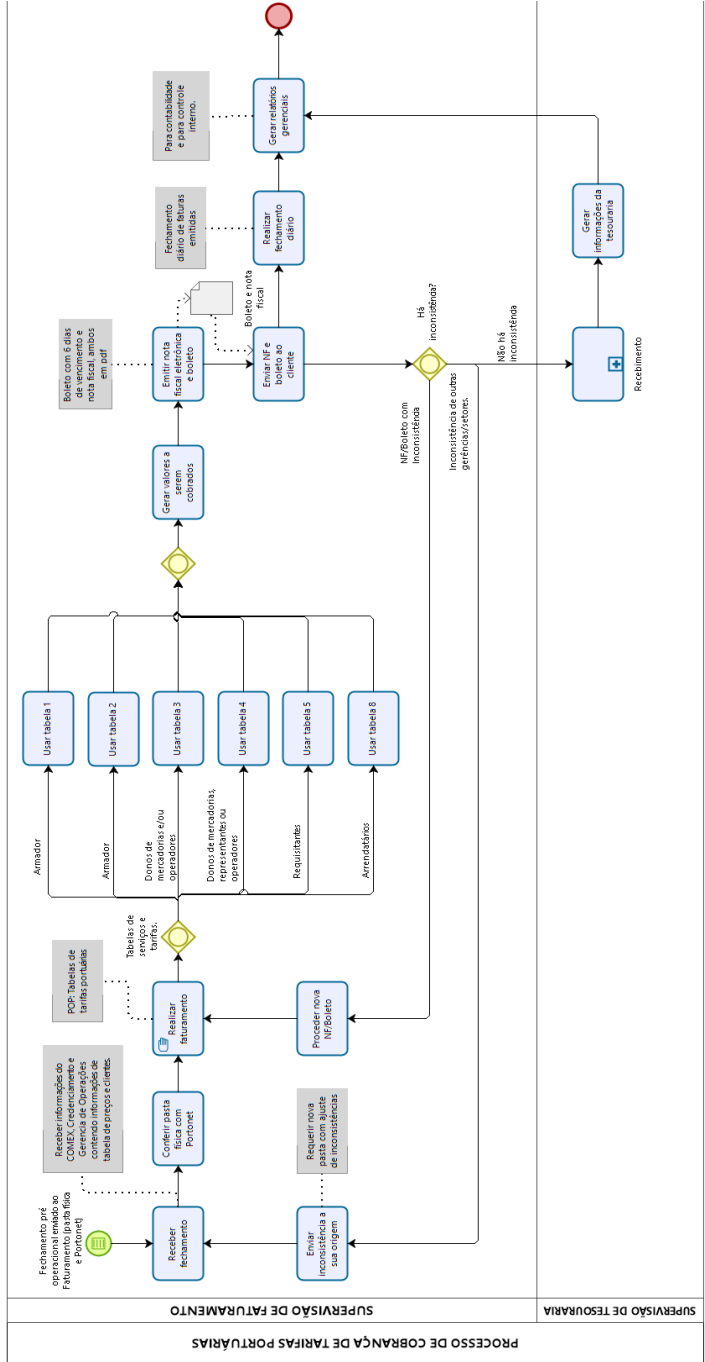 PROCESSO DE COBRANÇA DE TARIFAS PORTUÁRIAS
SUPERVISÃO DE FATURAMENTO
SUPERVISÃO DE TESOURARIA
Fechamento pré
operacional enviado ao
Faturamento (pasta física
e Portonet)
Receber
fechamento
Receber informações do
COMEX, Credenciamento e
Gerencia de Operações
contendo informações de
tabela de preços e clientes.
Enviar
inconsistência a
sua origem
Requerir nova
pasta com ajuste
de inconsistências
Conferir pasta
física com
Portonet
POP: Tabelas de
tarifas portuárias
Realizar
faturamento
Proceder nova
NF/Boleto
Tabelas de
serviços e
tarifas.
Armador
Armador
Donos de
mercadorias e/ou
operadores
Donos de mercadorias,
representantes ou
operadores
Requisitantes
Arrendatários
Usar tabela 1
Usar tabela 2
Usar tabela 3
Usar tabela 4
Usar tabela 5
Usar tabela 8
Gerar valores a
serem
cobrados
Boleto com 6 dias
de vencimento e
nota fiscal, ambos
em pdf
Emitir nota
fiscal eletrônica
e boleto
Boleto e nota
fiscal
Enviar NF e
boleto ao
cliente
Há
inconsistência?
NF/Boleto com
Inconsistência
Inconsistência de outras
gerências/setores.
Não há
inconsistência
Recebimento
Fechamento
diário de faturas
emitidas
Realizar
fechamento
diário
Gerar
informações da
tesouraria
Para contabilidade
e para controle
interno.
Gerar relatórios
gerenciais